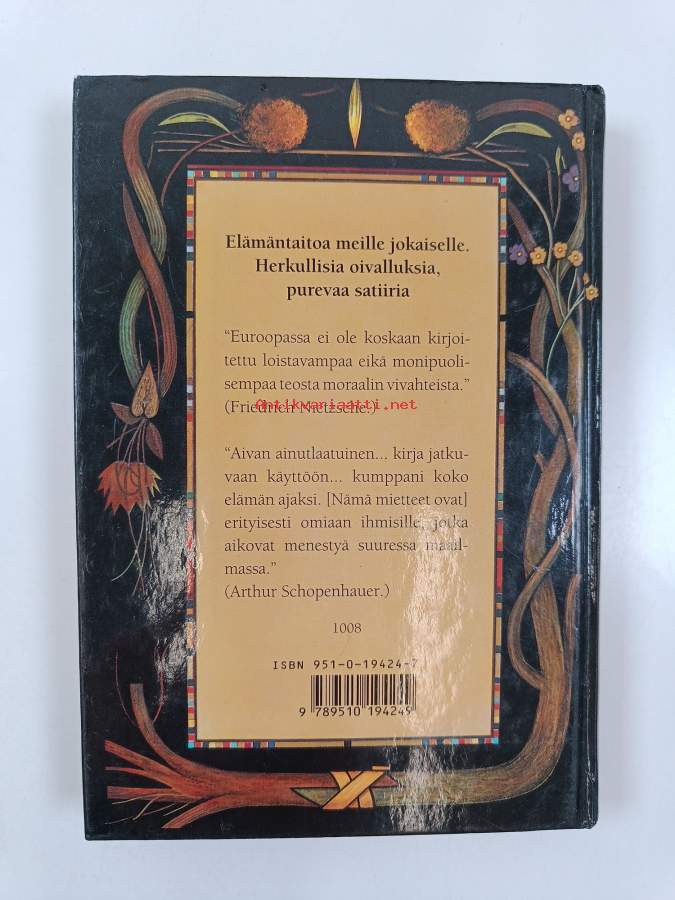 Elämäntaitoa meille jokaiselle.
Herkullisia oivalluksia,
purevaa satiiria
“Euroopassa ei ole koskaan kirjoi-
tettu loistavampaa eikä monipuoli-
sempaa teosta moraalin vivahteista.”
Antikvariaatti.net
(Friedrich Nietzsche.)
“Aivan ainutlaatuinen... kirja jatku-
vaan käyttöön... kumppani koko
elämän ajaksi. [Nämä mietteet ovat]
erityisesti omiaan ihmisille, jotka
aikovat menestyä suuressa maail-
massa.”
(Arthur Schopenhauer.)
1008
ISBN 951-0-19424-7
9 789510 194249